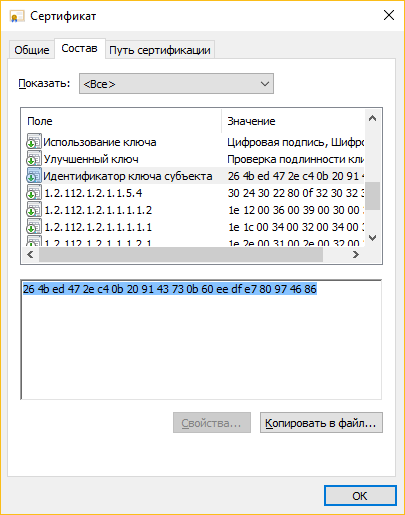 Сертификат
Общие Состав Путь сертификации
Показать: <Все>
Поле Значение
Использование ключа Цифровая подпись, Шифро
Улучшенный ключ Проверка подлинности кли
Идентификатор ключа субъекта 26 4b ed 47 2e c4 0b 20 91 4
1.2.112.1.2.1.1.5.4 30 24 30 22 80 0f 32 30 32 3
1.2.112.1.2.1.1.1.1.2 1e 12 00 36 00 39 00 30 00 3
1.2.112.1.2.1.1.1.1.1 1e 1c 00 34 00 32 00 34 00 3
1.2.112.1.2.1.1.1.2.1 1e 2e 00 31 00 2e 00 32 00
26 4b ed 47 2e c4 0b 20 91 43 73 0b 60 ee df e7 80 97 46 86
Свойства... Копировать в файл...
ОК